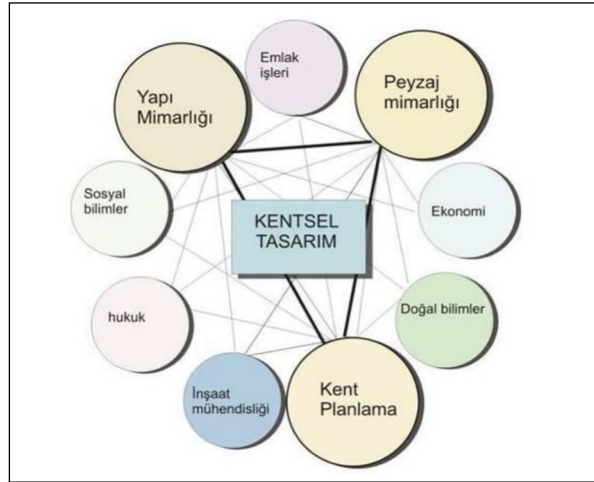 Emlak
işleri
Yapı
Mimarlığı
Peyzaj
mimarlığı
Sosyal
bilimler
KENTSEL
TASARIM
Ekonomi
hukuk
Doğal bilimler
İnşaat
mühendisliği
Kent
Planlama